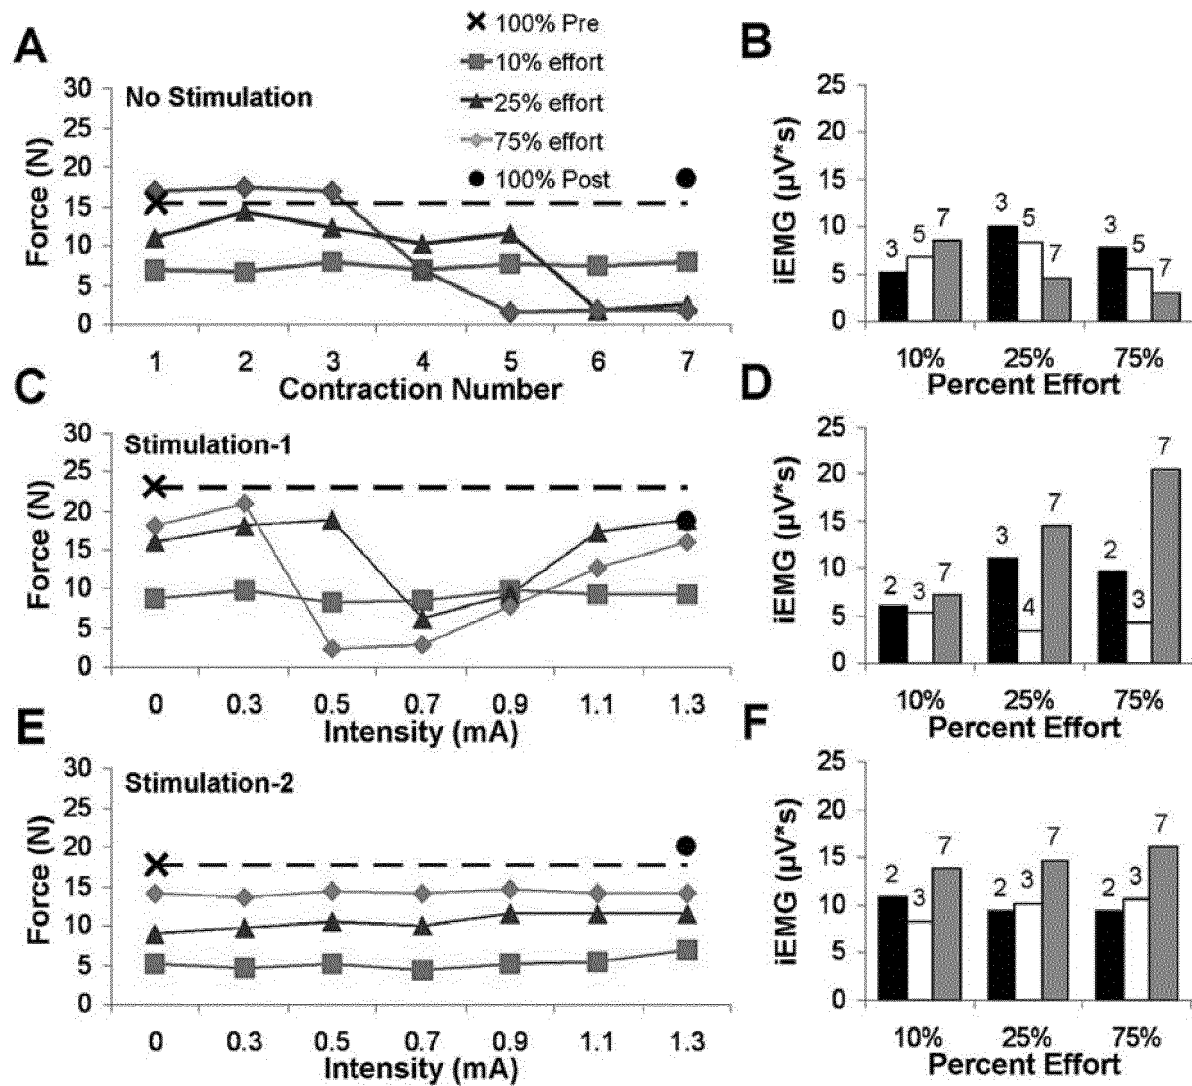 A
× 100% Pre
10% effort
25% effort
75% effort
100% Post
No Stimulation
Force (N)
30
25
20
15
10
5
0
1 2 3 4 5 6 7
Contraction Number
B
iEMG (µV*s)
25
20
15
10
5
0
3 5 7
3 5 7
3 5 7
10% 25% 75%
Percent Effort
C
Stimulation-1
Force (N)
30
25
20
15
10
5
0
0 0.3 0.5 0.7 0.9 1.1 1.3
Intensity (mA)
D
iEMG (µV*s)
25
20
15
10
5
0
2 3 7
3 4 7
2 3 7
10% 25% 75%
Percent Effort
E
Stimulation-2
Force (N)
30
25
20
15
10
5
0
0 0.3 0.5 0.7 0.9 1.1 1.3
Intensity (mA)
F
iEMG (µV*s)
25
20
15
10
5
0
2 3 7
2 3 7
2 3 7
10% 25% 75%
Percent Effort